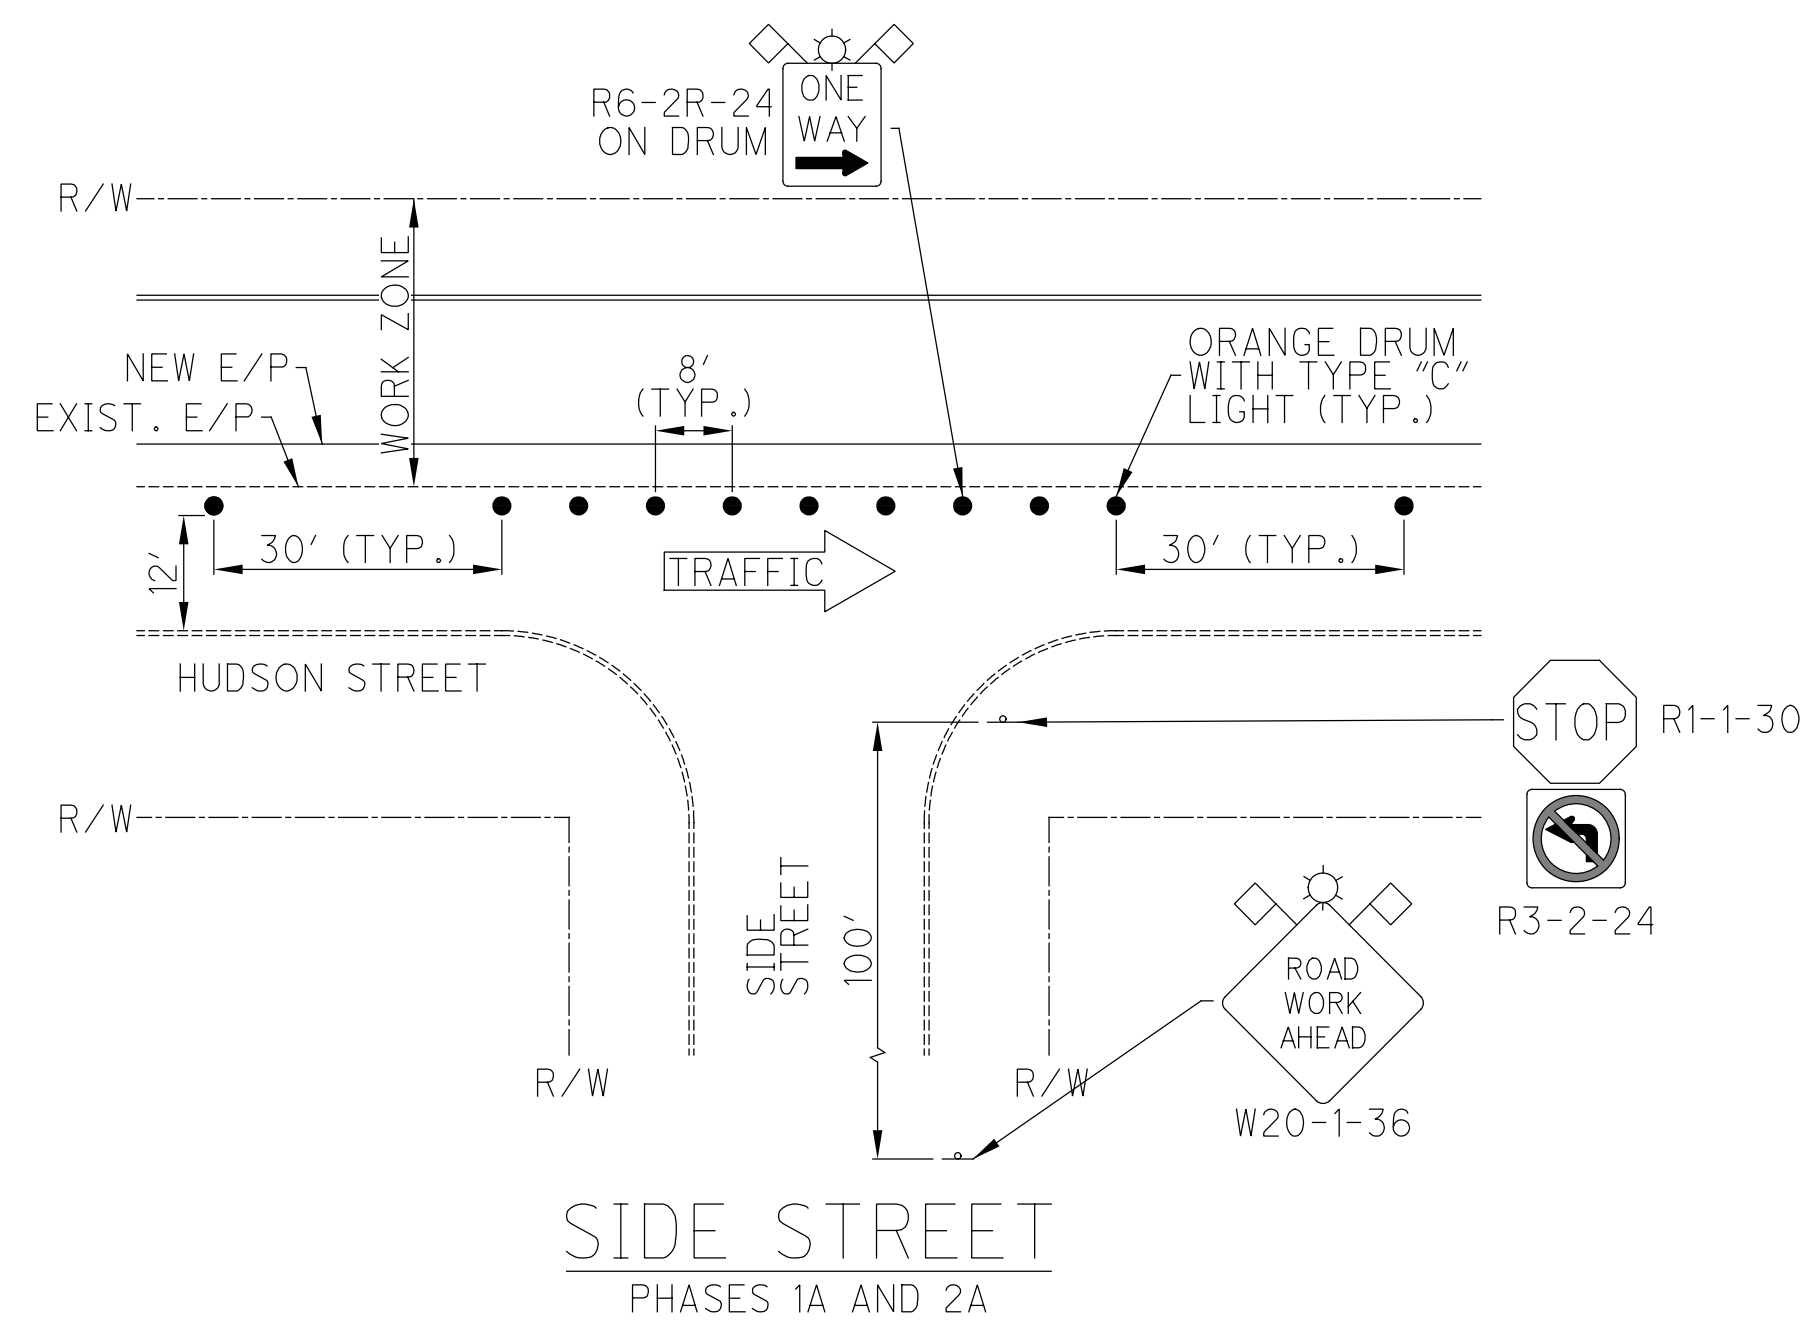 R6-2R-24
ON DRUM
ONE
WAY
R/W
WORK ZONE
NEW E/P
EXIST. E/P
8'
(TYP.)
ORANGE DRUM
WITH TYPE "C"
LIGHT (TYP.)
12'
30' (TYP.)
TRAFFIC
30' (TYP.)
HUDSON STREET
STOP
R1-1-30
R/W
R3-2-24
SIDE
STREET
100'
ROAD
WORK
AHEAD
R/W
R/W
W20-1-36
SIDE STREET
PHASES 1A AND 2A